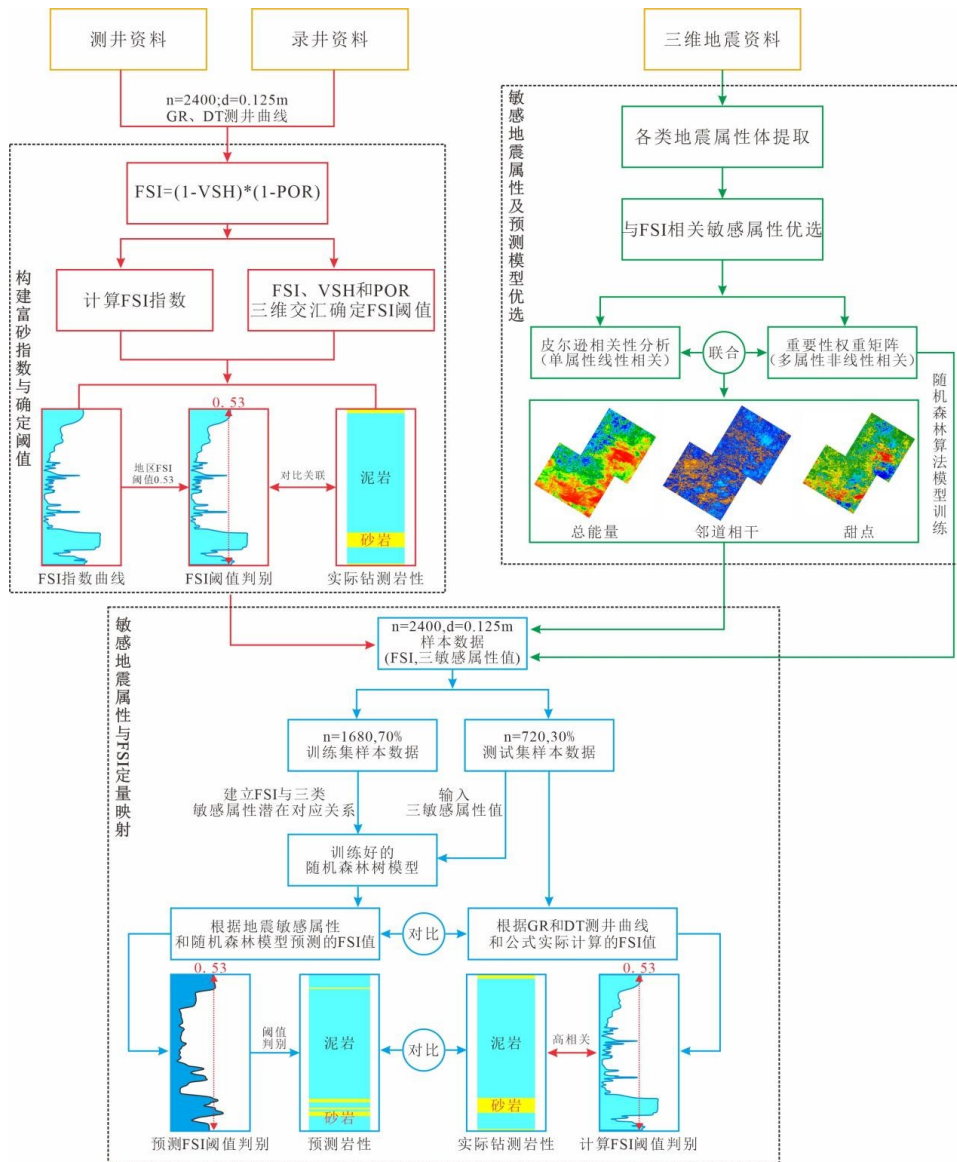 测井资料
录井资料
三维地震资料
n=2400;d=0.125m
GR、DT测井曲线
构建富砂指数与确定阈值
FSI=(1-VSH)*(1-POR)
计算FSI指数
FSI、VSH和POR
三维交汇确定FSI阈值
0.53
地区FSI
阈值0.53
对比关联
泥岩
砂岩
FSI指数曲线
FSI阈值判别
实际钻测岩性
敏感地震属性及预测模型优选
各类地震属性体提取
与FSI相关敏感属性优选
皮尔逊相关性分析
(单属性线性相关)
联合
重要性权重矩阵
(多属性非线性相关)
随机森林算法模型训练
总能量
邻道相干
甜点
敏感地震属性与FSI定量映射
n=2400,d=0.125m
样本数据
(FSI,三敏感属性值)
n=1680,70%
训练集样本数据
n=720,30%
测试集样本数据
建立FSI与三类
敏感属性潜在对应关系
输入
三敏感属性值
训练好的
随机森林树模型
根据地震敏感属性
和随机森林模型预测的FSI值
对比
根据GR和DT测井曲线
和公式实际计算的FSI值
0.53
阈值
判别
泥岩
砂岩
对比
泥岩
砂岩
高相关
0.53
预测FSI阈值判别
预测岩性
实际钻测岩性
计算FSI阈值判别